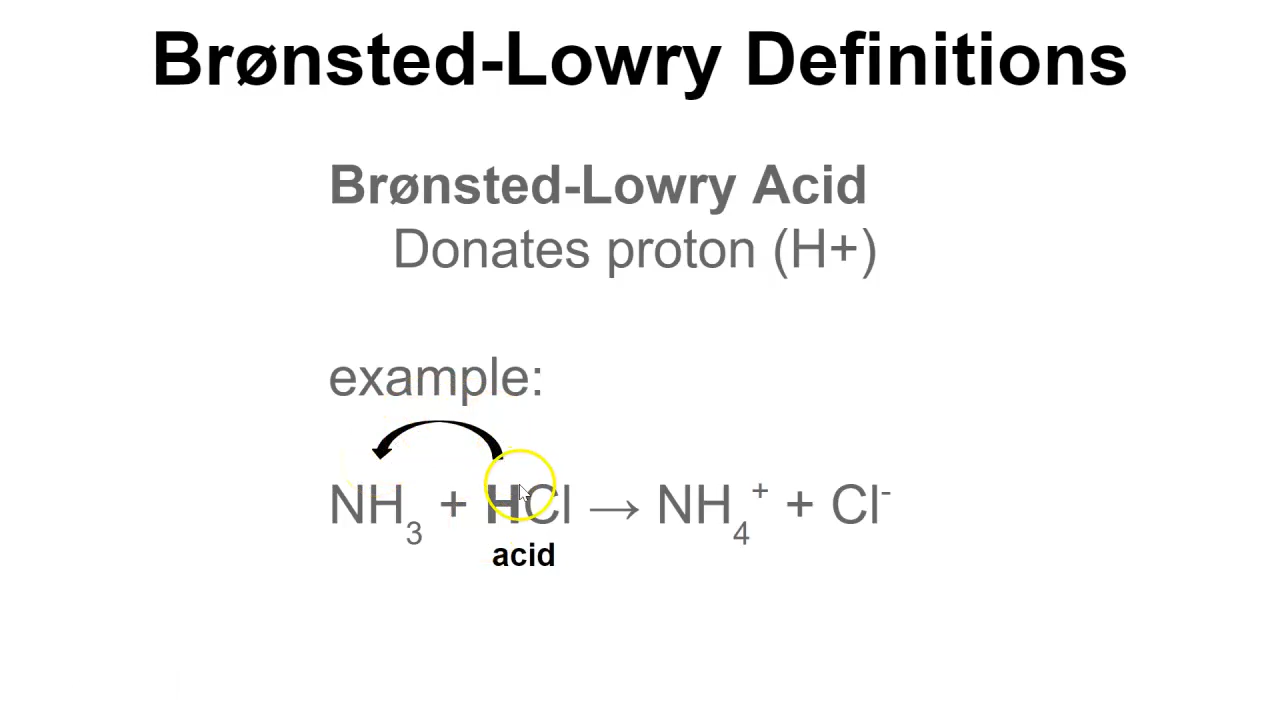 Brønsted-Lowry Definitions
Brønsted-Lowry Acid
Donates proton (H+)
example:
NH₃ + HCl → NH₄⁺ + Cl⁻
acid